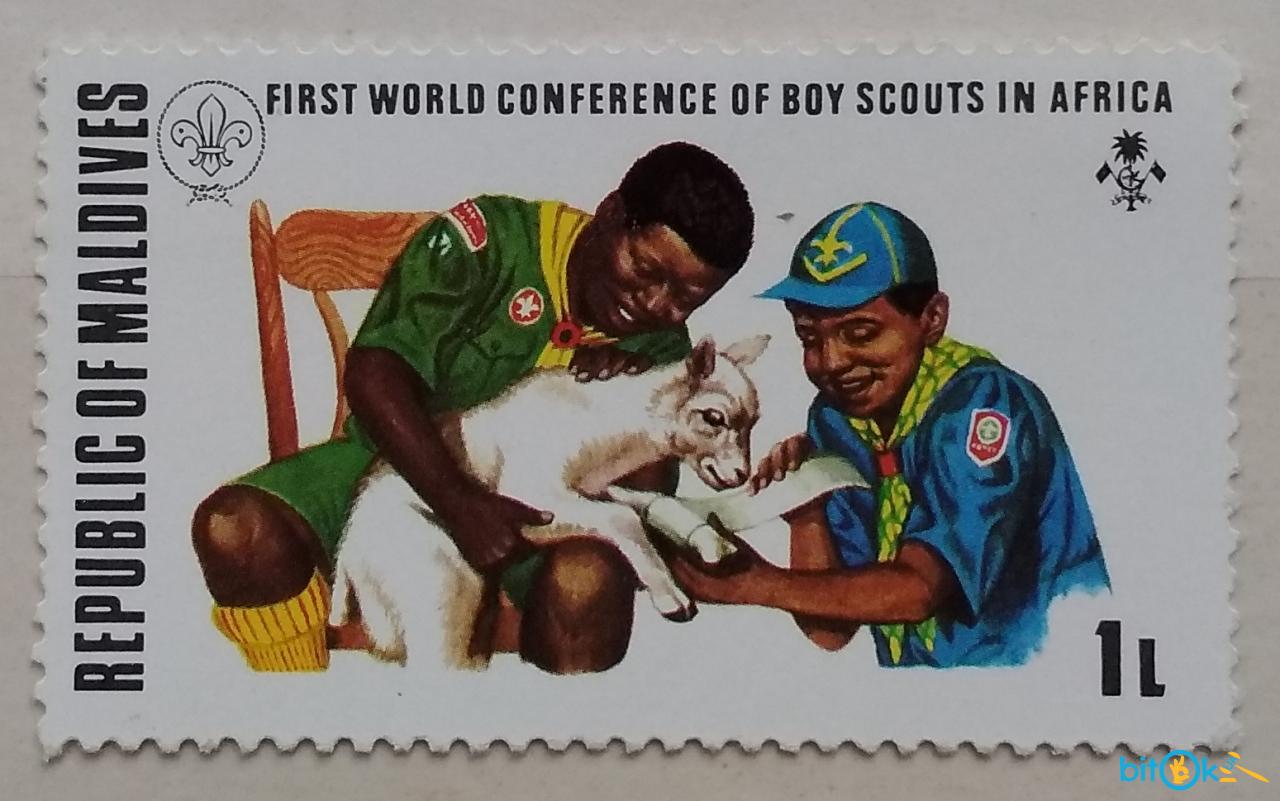 FIRST WORLD CONFERENCE OF BOY SCOUTS IN AFRICA
REPUBLIC OF MALDIVES
1L
bitok